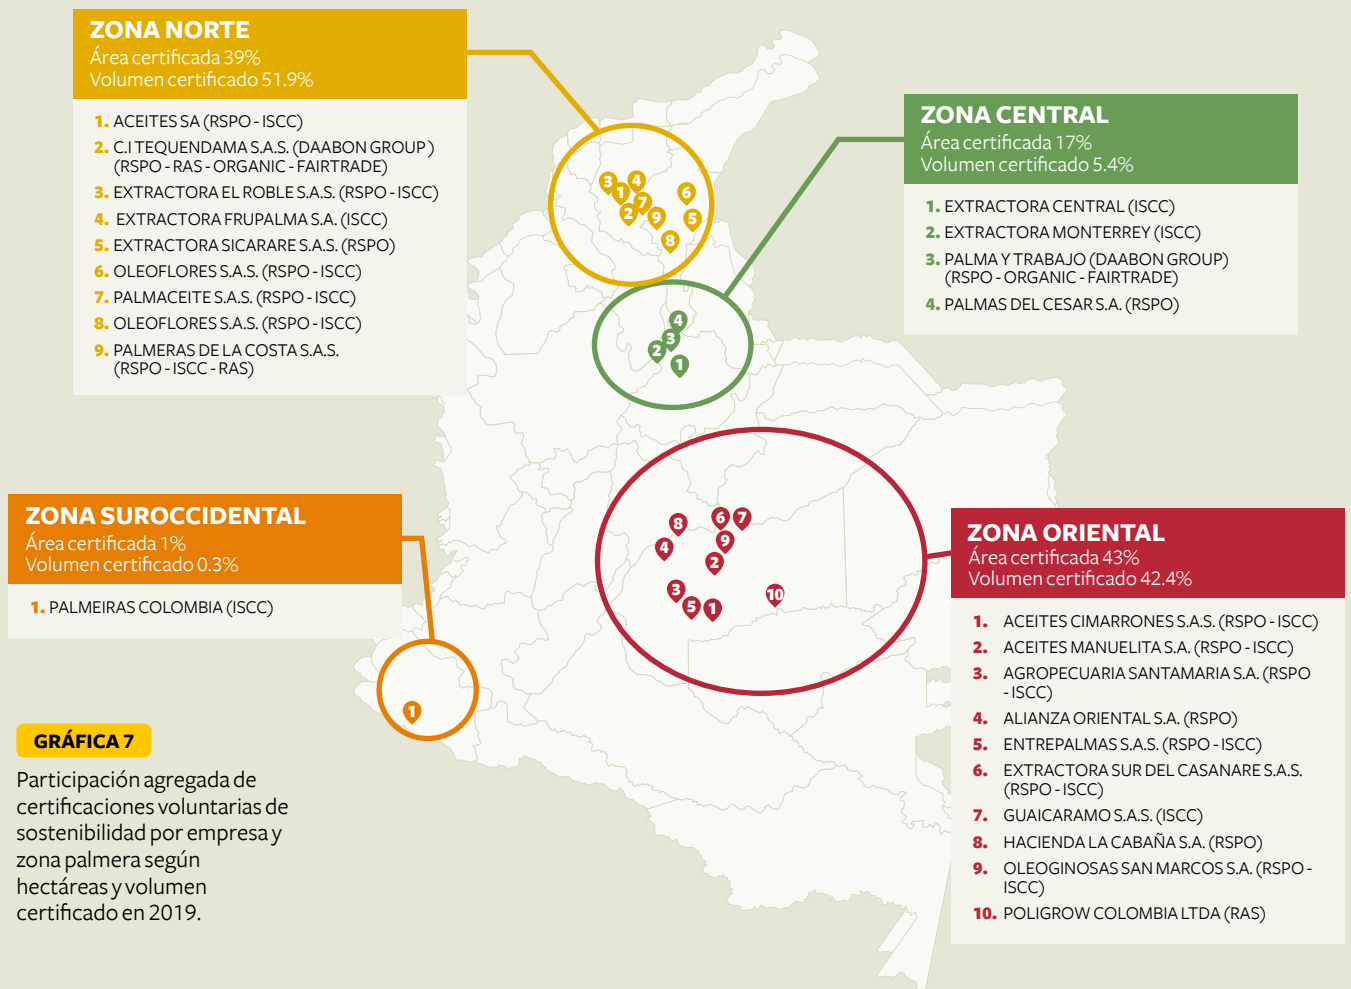 ZONA NORTE
Área certificada 39%
Volumen certificado 51.9%
1. ACEITES SA (RSPO - ISCC)
2. C.I TEQUENDAMA S.A.S. (DAABON GROUP )
(RSPO - RAS - ORGANIC - FAIRTRADE)
3. EXTRACTORA EL ROBLE S.A.S. (RSPO - ISCC)
4. EXTRACTORA FRUPALMA S.A. (ISCC)
5. EXTRACTORA SICARARE S.A.S. (RSPO)
6. OLEOFLORES S.A.S. (RSPO - ISCC)
7. PALMACEITE S.A.S. (RSPO - ISCC)
8. OLEOFLORES S.A.S. (RSPO - ISCC)
9. PALMERAS DE LA COSTA S.A.S.
(RSPO - ISCC - RAS)
3 4
1
7
2 9
6
5
8
ZONA CENTRAL
Área certificada 17%
Volumen certificado 5.4%
1. EXTRACTORA CENTRAL (ISCC)
2. EXTRACTORA MONTERREY (ISCC)
3. PALMA Y TRABAJO (DAABON GROUP)
(RSPO - ORGANIC - FAIRTRADE)
4. PALMAS DEL CESAR S.A. (RSPO)
4
3
2
1
ZONA SUROCCIDENTAL
Área certificada 1%
Volumen certificado 0.3%
1. PALMEIRAS COLOMBIA (ISCC)
1
ZONA ORIENTAL
Área certificada 43%
Volumen certificado 42.4%
1. ACEITES CIMARRONES S.A.S. (RSPO - ISCC)
2. ACEITES MANUELITA S.A. (RSPO - ISCC)
3. AGROPECUARIA SANTAMARIA S.A. (RSPO
- ISCC)
4. ALIANZA ORIENTAL S.A. (RSPO)
5. ENTREPALMAS S.A.S. (RSPO - ISCC)
6. EXTRACTORA SUR DEL CASANARE S.A.S.
(RSPO - ISCC)
7. GUAICARAMO S.A.S. (ISCC)
8. HACIENDA LA CABAÑA S.A. (RSPO)
9. OLEOGINOSAS SAN MARCOS S.A. (RSPO -
ISCC)
10. POLIGROW COLOMBIA LTDA (RAS)
8 6 7
4 9
2
3 5 1 10
GRÁFICA 7
Participación agregada de
certificaciones voluntarias de
sostenibilidad por empresa y
zona palmera según
hectáreas y volumen
certificado en 2019.